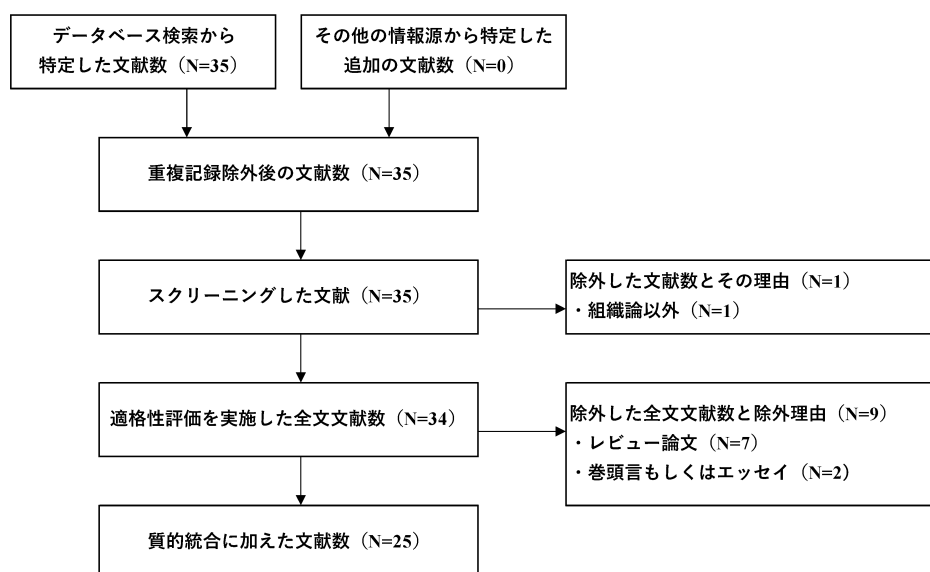 データベース検索から
特定した文献数（N=35）
その他の情報源から特定した
追加の文献数（N=0）
重複記録除外後の文献数（N=35）
スクリーニングした文献（N=35）
除外した文献数とその理由（N=1）
・組織論以外（N=1）
適格性評価を実施した全文文献数（N=34）
除外した全文文献数と除外理由（N=9）
・レビュー論文（N=7）
・巻頭言もしくはエッセイ（N=2）
質的統合に加えた文献数（N=25）